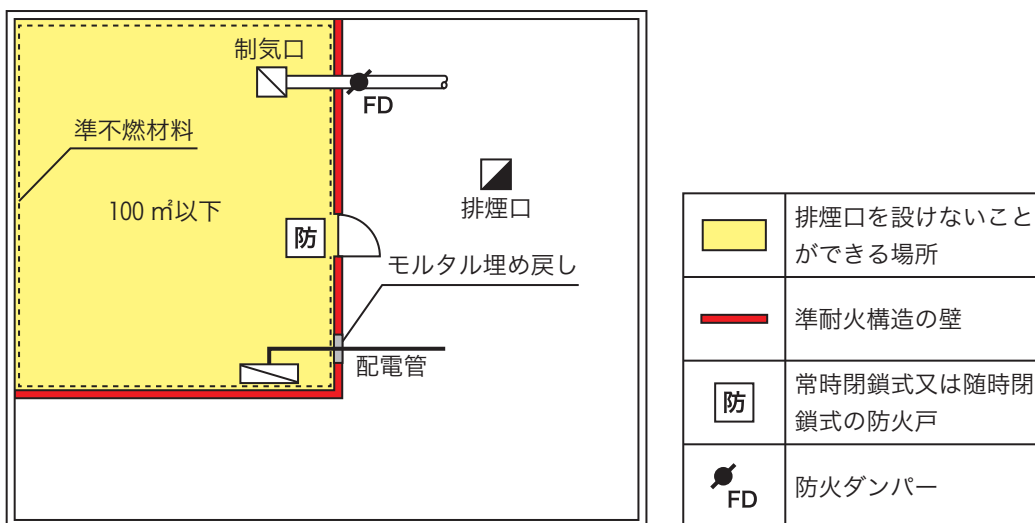 制気口
FD
準不燃材料
100 ㎡以下
排煙口
防
モルタル埋め戻し
配電管
排煙口を設けないこと
ができる場所
準耐火構造の壁
防
常時閉鎖式又は随時閉
鎖式の防火戸
FD
防火ダンパー